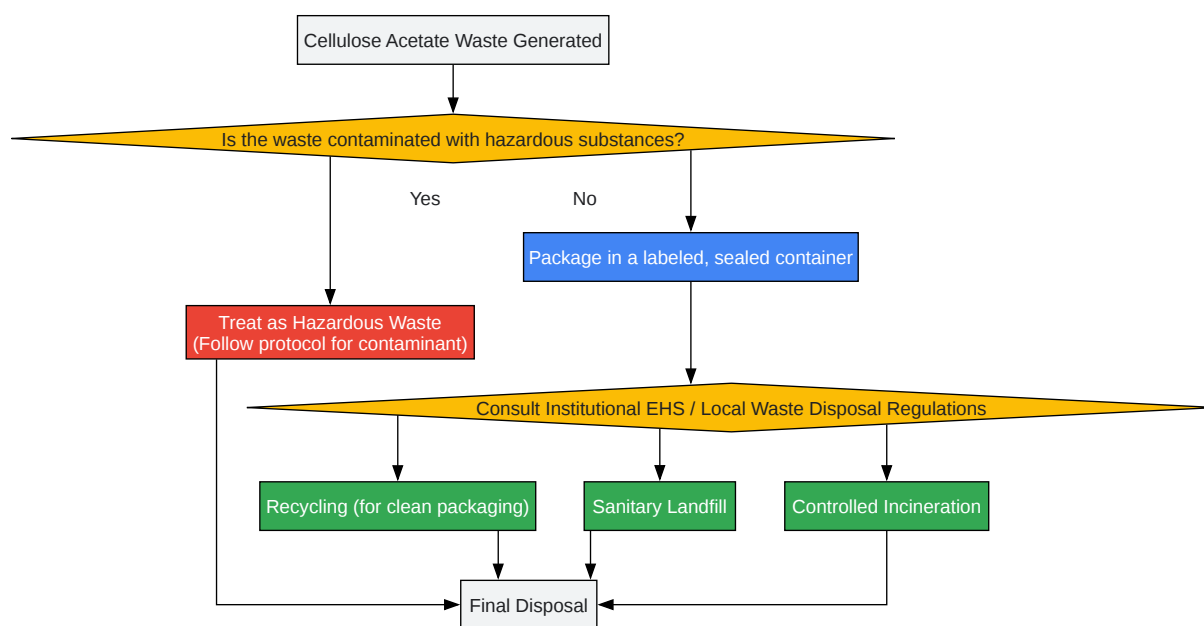 Cellulose Acetate Waste Generated
Is the waste contaminated with hazardous substances?
Yes
No
Package in a labeled, sealed container
Treat as Hazardous Waste
(Follow protocol for contaminant)
Consult Institutional EHS / Local Waste Disposal Regulations
Recycling (for clean packaging)
Sanitary Landfill
Controlled Incineration
Final Disposal